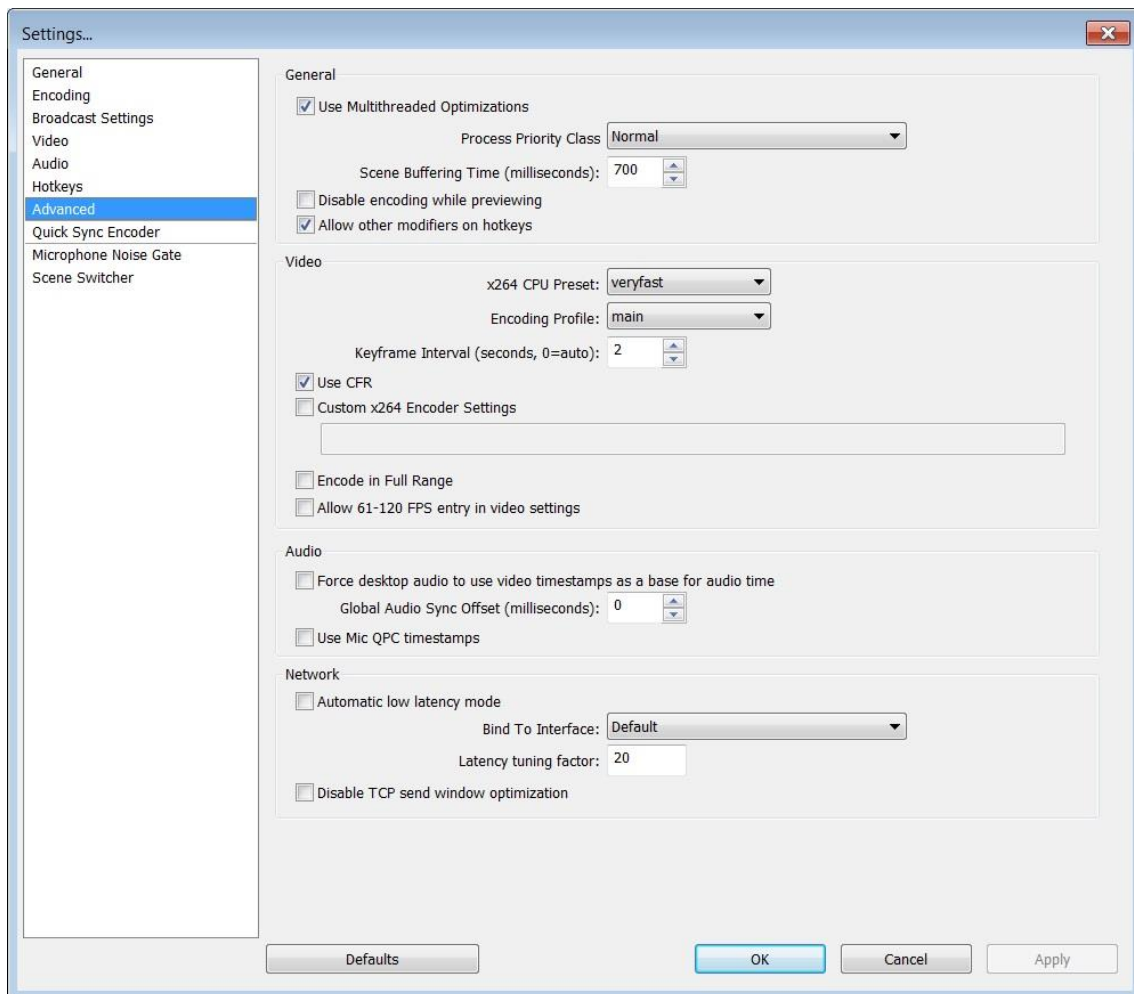 Settings...
General
Encoding
Broadcast Settings
Video
Audio
Hotkeys
Advanced
Quick Sync Encoder
Microphone Noise Gate
Scene Switcher
General
Use Multithreaded Optimizations
Process Priority Class Normal
Scene Buffering Time (milliseconds): 700
Disable encoding while previewing
Allow other modifiers on hotkeys
Video
x264 CPU Preset: veryfast
Encoding Profile: main
Keyframe Interval (seconds, 0=auto): 2
Use CFR
Custom x264 Encoder Settings
Encode in Full Range
Allow 61-120 FPS entry in video settings
Audio
Force desktop audio to use video timestamps as a base for audio time
Global Audio Sync Offset (milliseconds): 0
Use Mic QPC timestamps
Network
Automatic low latency mode
Bind To Interface: Default
Latency tuning factor: 20
Disable TCP send window optimization
Defaults OK Cancel Apply